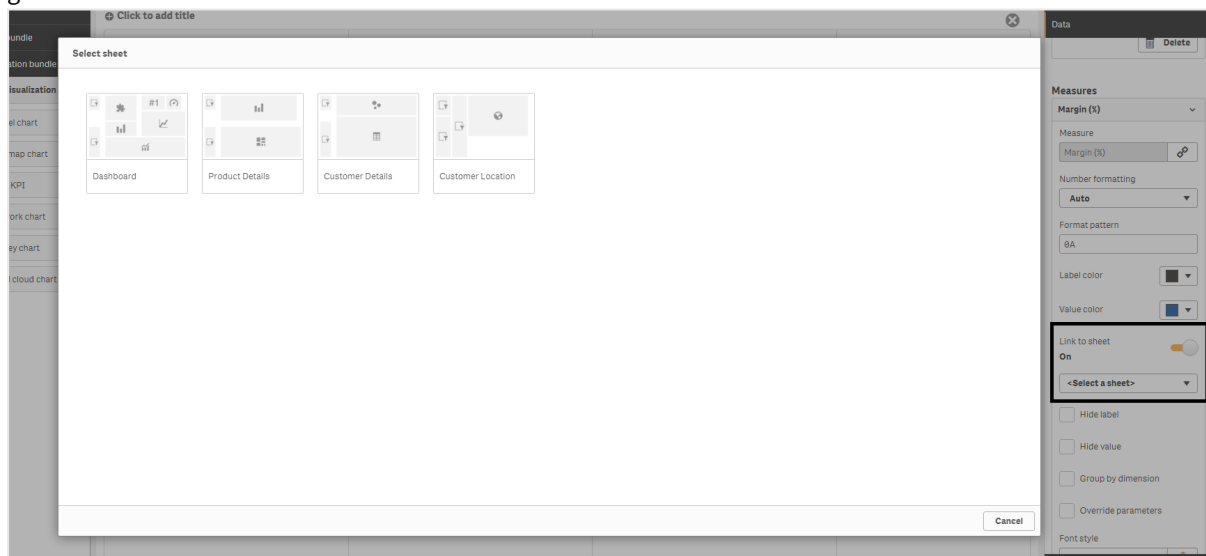 Click to add title
Data
undle
ation bundle
isualization
el chart
map chart
KPI
ork chart
ey chart
cloud chart
Select sheet
#1
Dashboard
Product Details
Customer Details
Customer Location
Cancel
Delete
Measures
Margin (%)
Measure
Margin (%)
Number formatting
Auto
Format pattern
0A
Label color
Value color
Link to sheet
On
<Select a sheet>
Hide label
Hide value
Group by dimension
Override parameters
Font style